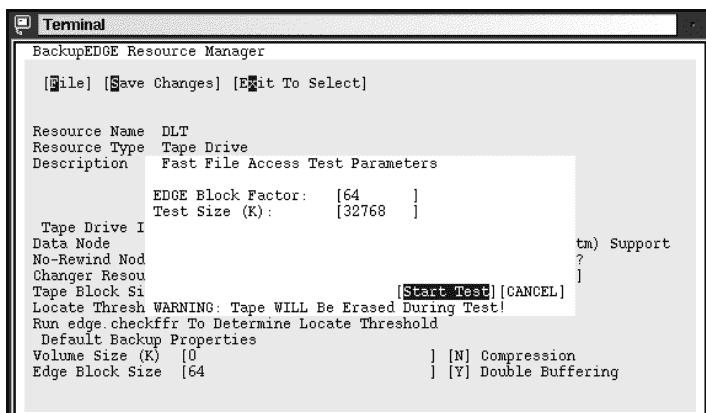 Terminal
BackupEDGE Resource Manager
[File] [Save Changes] [Exit To Select]
Resource Name DLT
Resource Type Tape Drive
Description Fast File Access Test Parameters
EDGE Block Factor: [64 ]
Test Size (K): [32768 ]
Tape Drive I
Data Node tm) Support
No-Rewind Nod ?
Changer Resou ]
Tape Block Si [Start Test][CANCEL]
Locate Thresh WARNING: Tape WILL Be Erased During Test!
Run edge.checkffr To Determine Locate Threshold
Default Backup Properties
Volume Size (K) [0 ] [N] Compression
Edge Block Size [64 ] [Y] Double Buffering